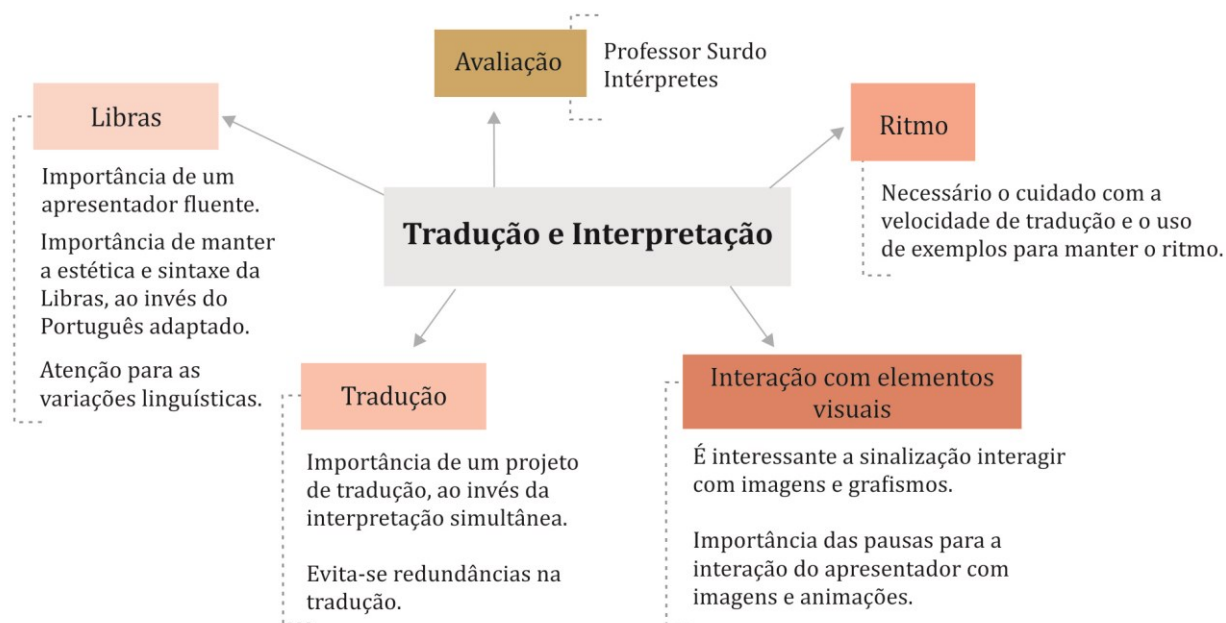 Avaliação
Professor Surdo
Intérpretes
Libras
Importância de um
apresentador fluente.
Importância de manter
a estética e sintaxe da
Libras, ao invés do
Português adaptado.
Atenção para as
variações linguísticas.
Ritmo
Necessário o cuidado com a
velocidade de tradução e o uso
de exemplos para manter o ritmo.
Tradução e Interpretação
Tradução
Importância de um projeto
de tradução, ao invés da
interpretação simultânea.
Evita-se redundâncias na
tradução.
Interação com elementos
visuais
É interessante a sinalização interagir
com imagens e grafismos.
Importância das pausas para a
interação do apresentador com
imagens e animações.